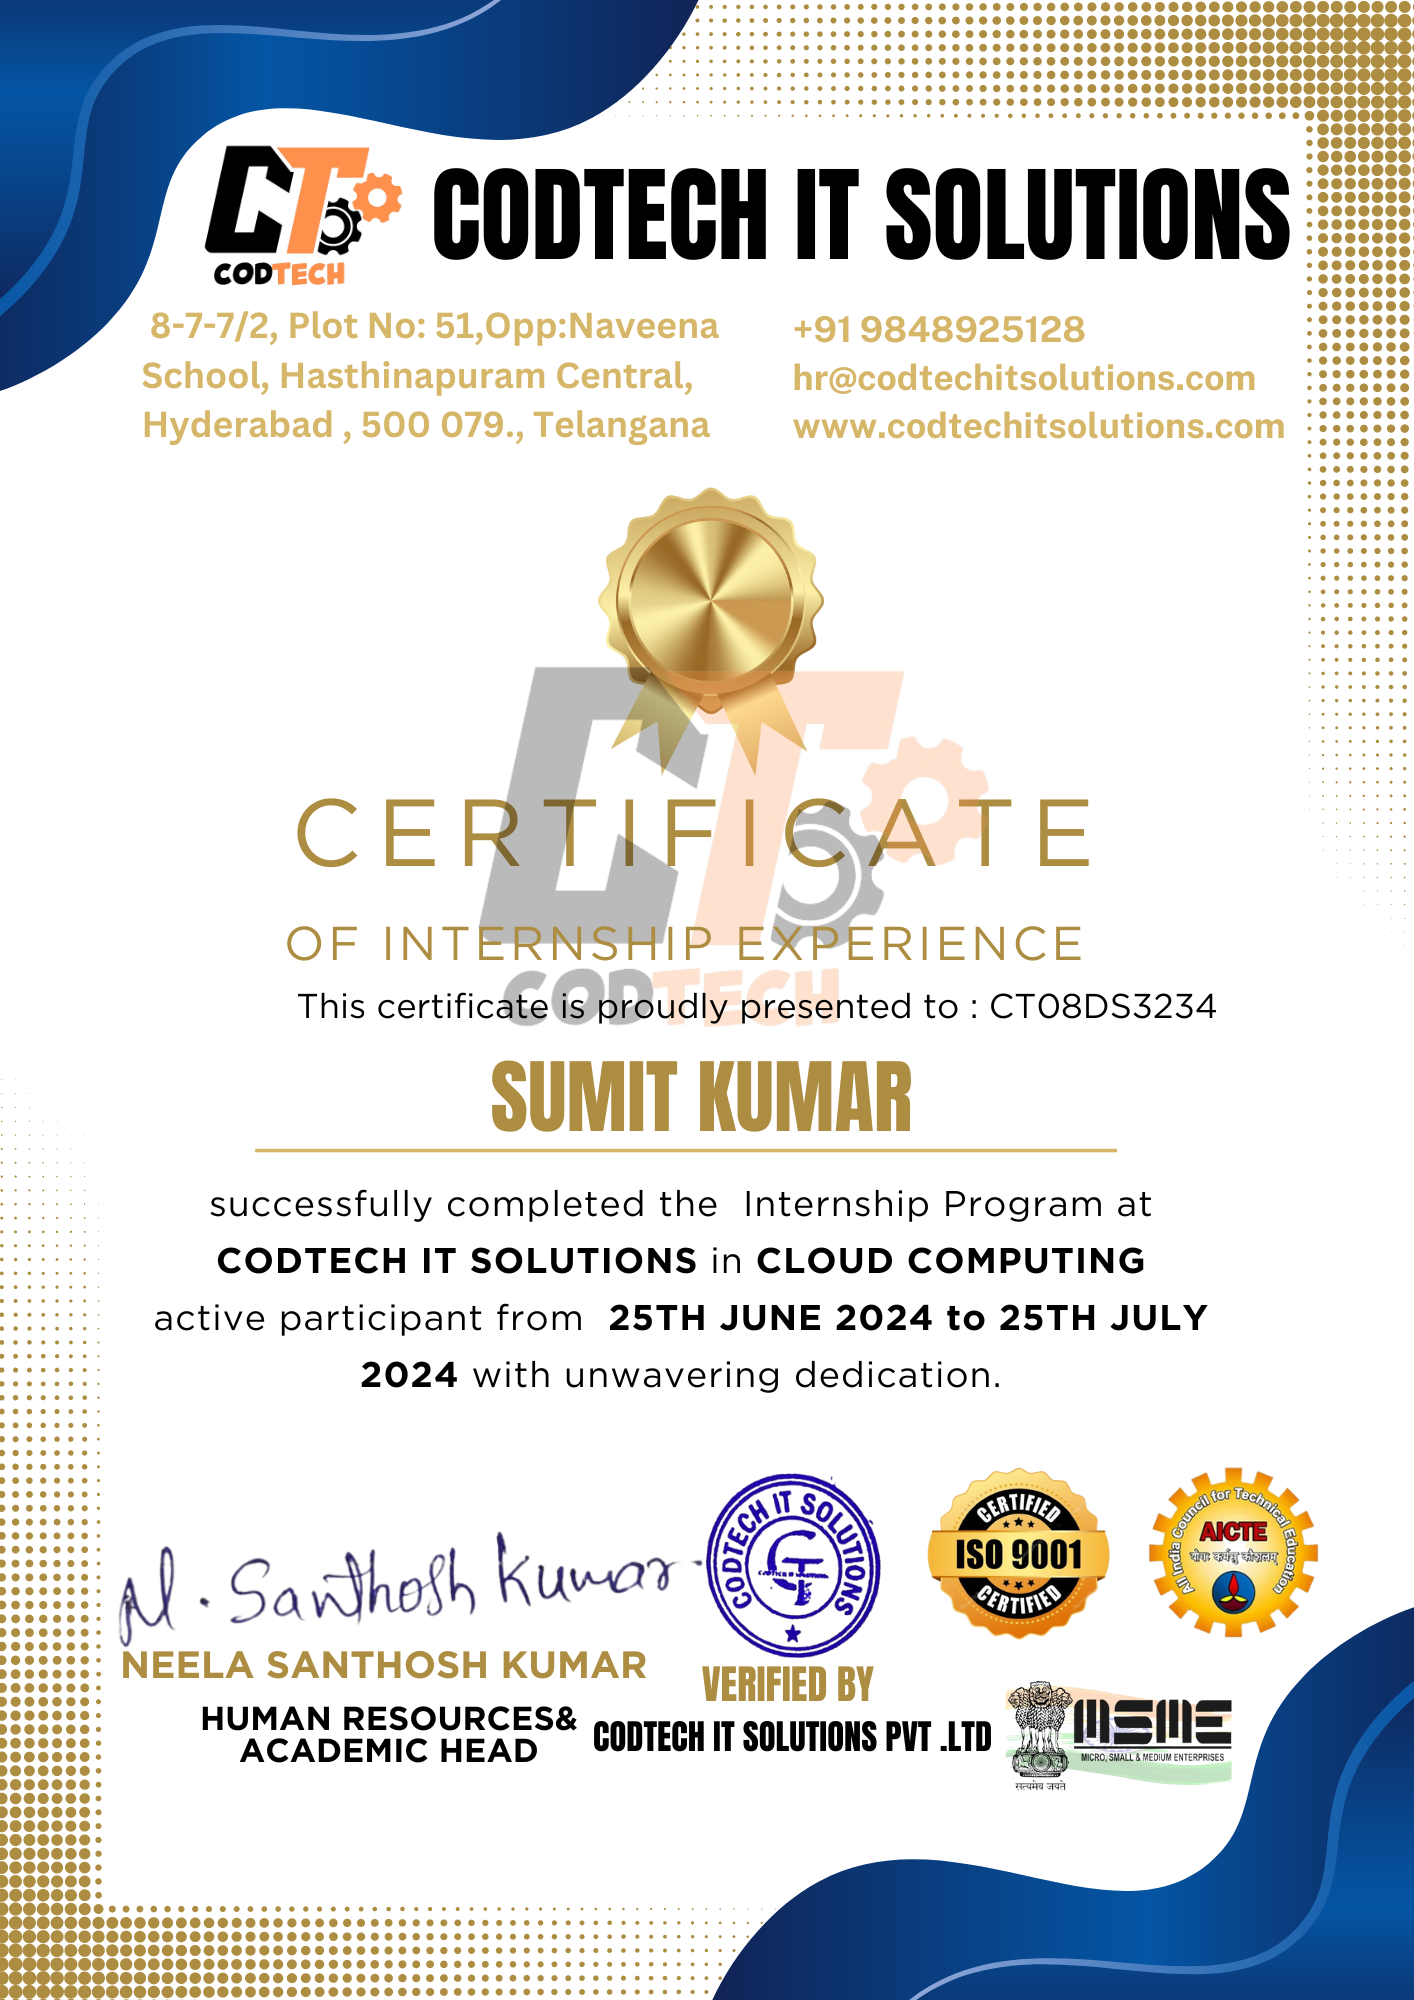 CT
CODTECH
CODTECH IT SOLUTIONS
8-7-7/2, Plot No: 51,Opp:Naveena
School, Hasthinapuram Central,
Hyderabad , 500 079., Telangana
+91 9848925128
hr@codtechitsolutions.com
www.codtechitsolutions.com
CT
CERTIFICATE
OF INTERNSHIP EXPERIENCE
CODTECH
This certificate is proudly presented to : CT08DS3234
SUMIT KUMAR
successfully completed the Internship Program at
CODTECH IT SOLUTIONS in CLOUD COMPUTING
active participant from 25TH JUNE 2024 to 25TH JULY
2024 with unwavering dedication.
N. Santhosh Kumar
NEELA SANTHOSH KUMAR
HUMAN RESOURCES&
ACADEMIC HEAD
CODTECH IT SOLUTIONS
VERIFIED BY
CODTECH IT SOLUTIONS PVT .LTD
CERTIFIED
ISO 9001
CERTIFIED
All India Council for Technical Education
AICTE
योगः कर्मसु कौशलम्
MSME
MICRO, SMALL & MEDIUM ENTERPRISES
सत्यमेव जयते